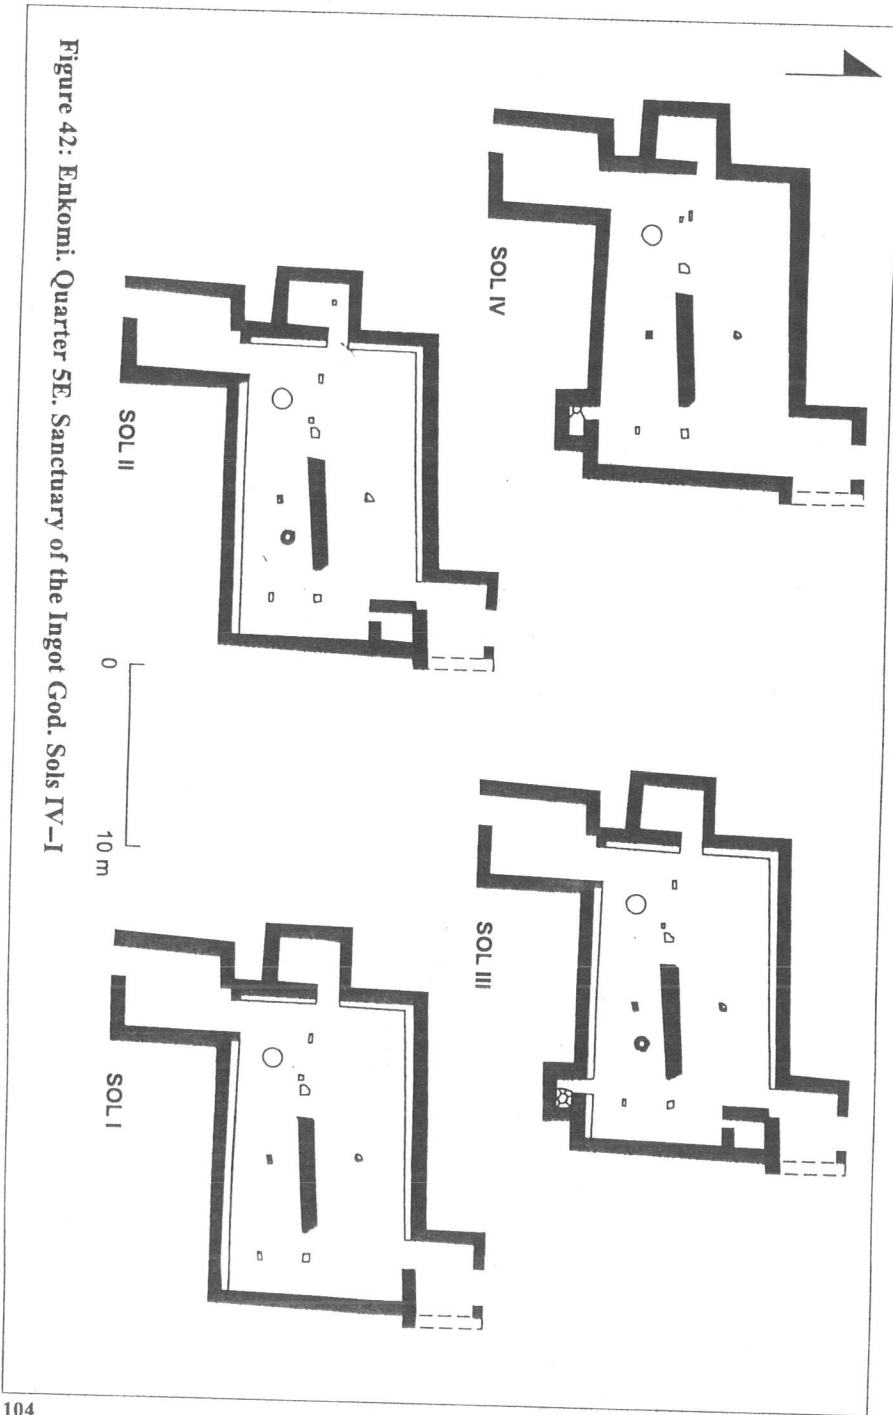 SOL IV
SOL III
SOL II
SOL I
0
10 m
Figure 42: Enkomi. Quarter 5E. Sanctuary of the Ingot God. Sols IV–I
104